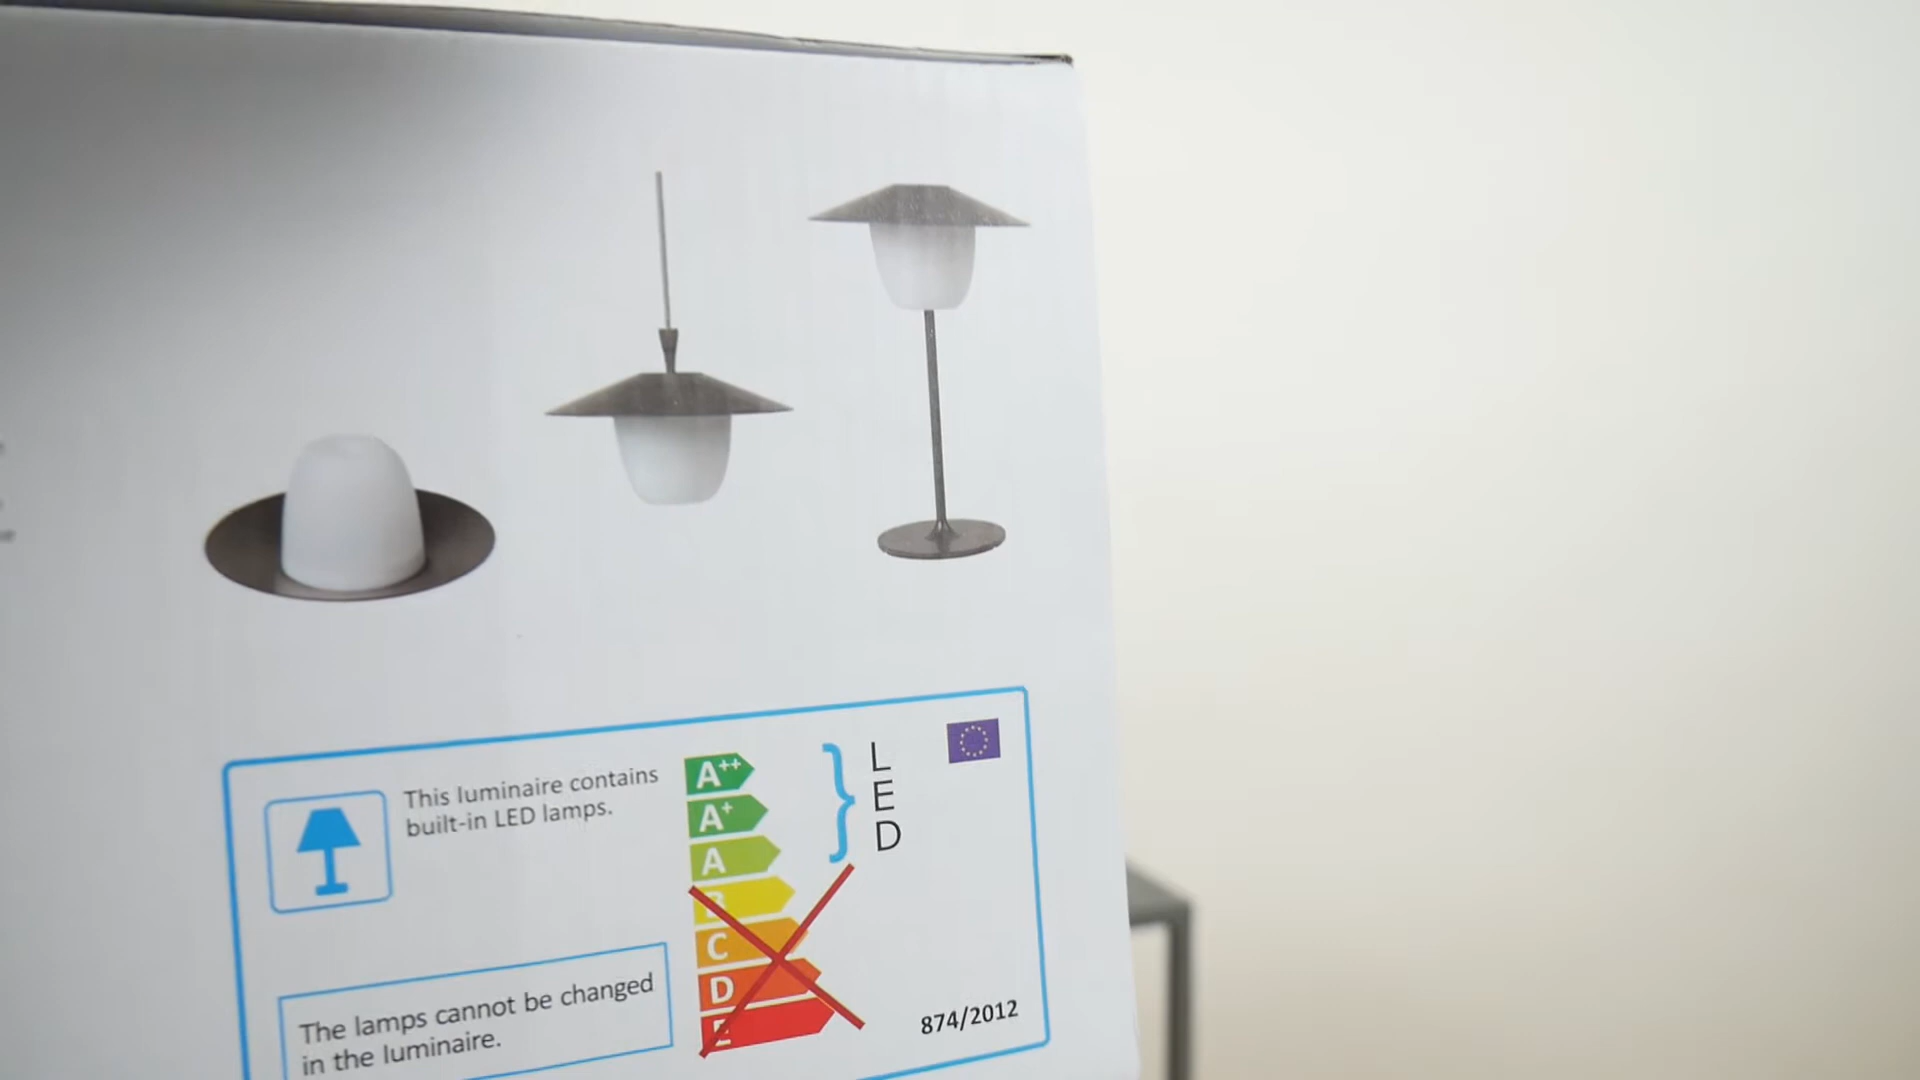 This luminaire contains
built-in LED lamps.
A++
A+
A
B
C
D
E
L
E
D
The lamps cannot be changed
in the luminaire.
874/2012